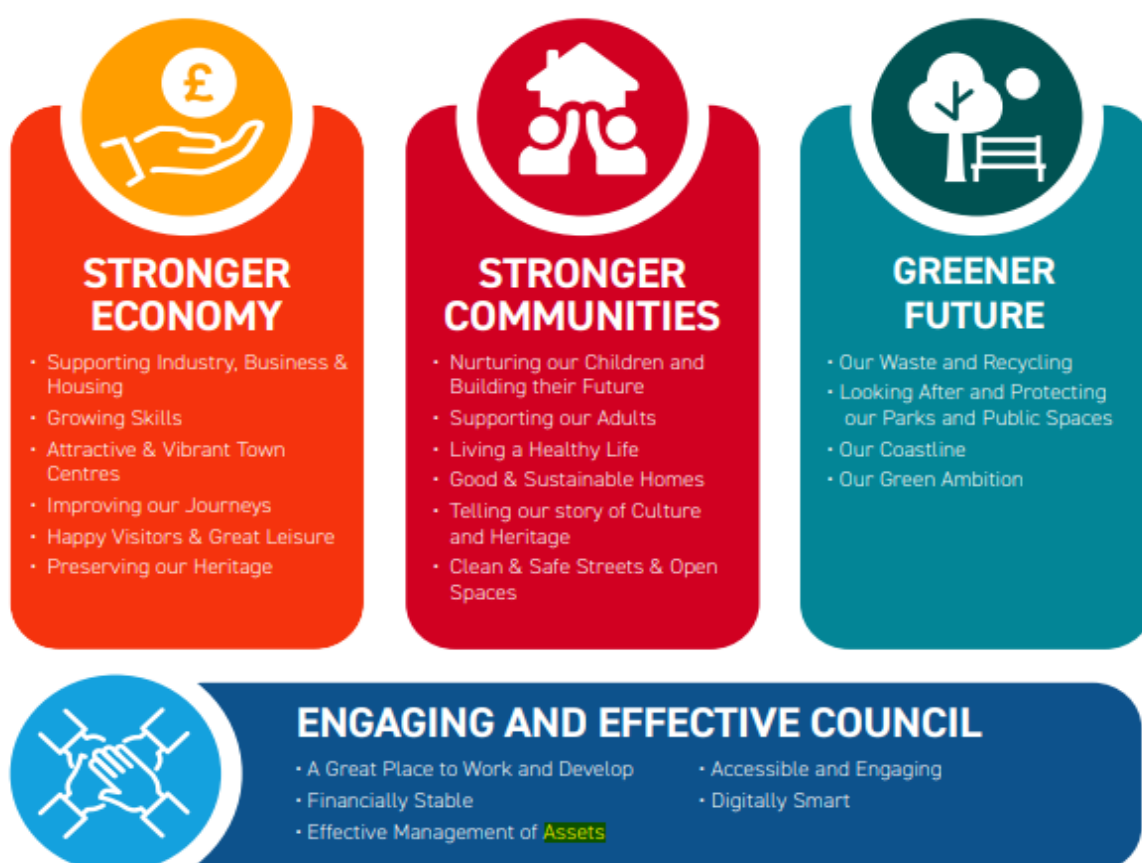 £
STRONGER
ECONOMY
• Supporting Industry, Business &
Housing
• Growing Skills
• Attractive & Vibrant Town
Centres
• Improving our Journeys
• Happy Visitors & Great Leisure
• Preserving our Heritage
STRONGER
COMMUNITIES
• Nurturing our Children and
Building their Future
• Supporting our Adults
• Living a Healthy Life
• Good & Sustainable Homes
• Telling our story of Culture
and Heritage
• Clean & Safe Streets & Open
Spaces
GREENER
FUTURE
• Our Waste and Recycling
• Looking After and Protecting
our Parks and Public Spaces
• Our Coastline
• Our Green Ambition
ENGAGING AND EFFECTIVE COUNCIL
• A Great Place to Work and Develop
• Financially Stable
• Effective Management of Assets
• Accessible and Engaging
• Digitally Smart